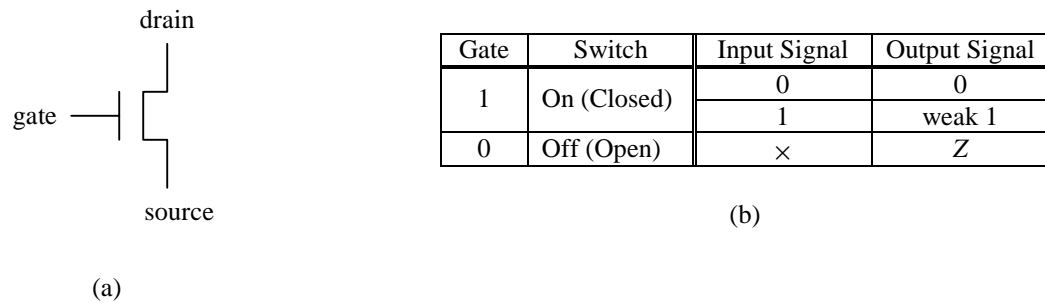 drain
gate
source
(a)
Gate Switch Input Signal Output Signal
1 On (Closed) 0 0
1 weak 1
0 Off (Open) × Z
(b)